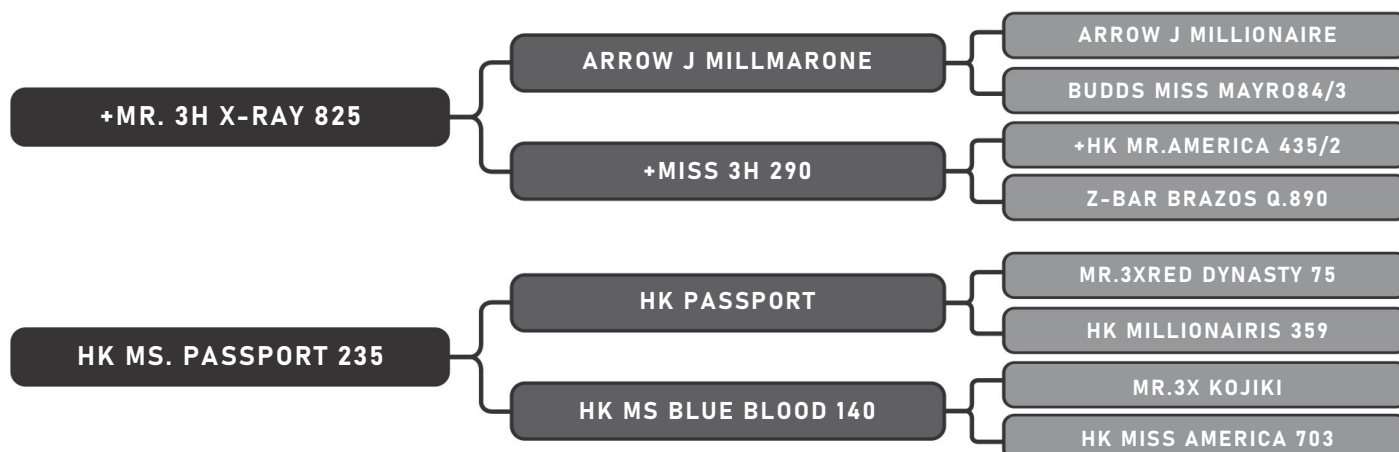 ARROW J MILLIONAIRE
ARROW J MILLMARONE
BUDDS MISS MAYRO84/3
+MR. 3H X-RAY 825
+HK MR.AMERICA 435/2
+MISS 3H 290
Z-BAR BRAZOS Q.890
MR.3XRED DYNASTY 75
HK PASSPORT
HK MILLIONAIRIS 359
HK MS. PASSPORT 235
MR.3X KOJIKI
HK MS BLUE BLOOD 140
HK MISS AMERICA 703